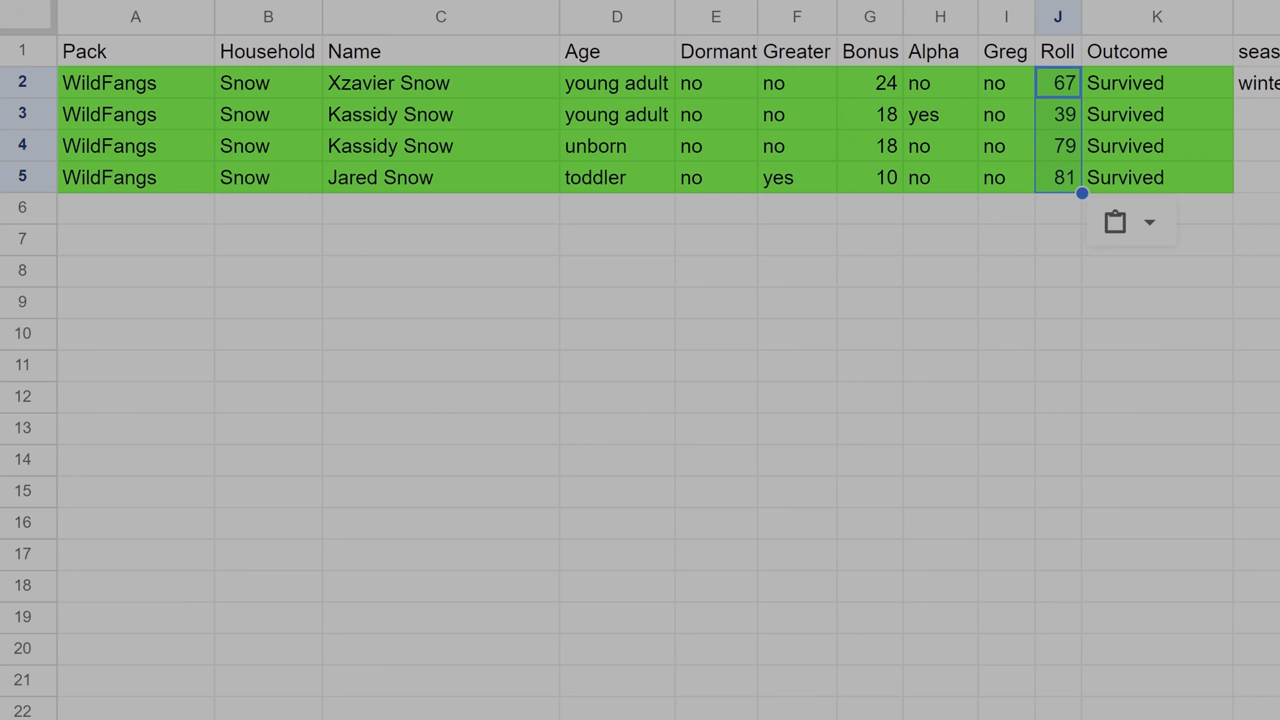 A B C D E F G H I J K
1 Pack Household Name Age Dormant Greater Bonus Alpha Greg Roll Outcome seas
2 WildFangs Snow Xzavier Snow young adult no no 24 no no 67 Survived winte
3 WildFangs Snow Kassidy Snow young adult no no 18 yes no 39 Survived
4 WildFangs Snow Kassidy Snow unborn no no 18 no no 79 Survived
5 WildFangs Snow Jared Snow toddler no yes 10 no no 81 Survived
6
7
8
9
10
11
12
13
14
15
16
17
18
19
20
21
22